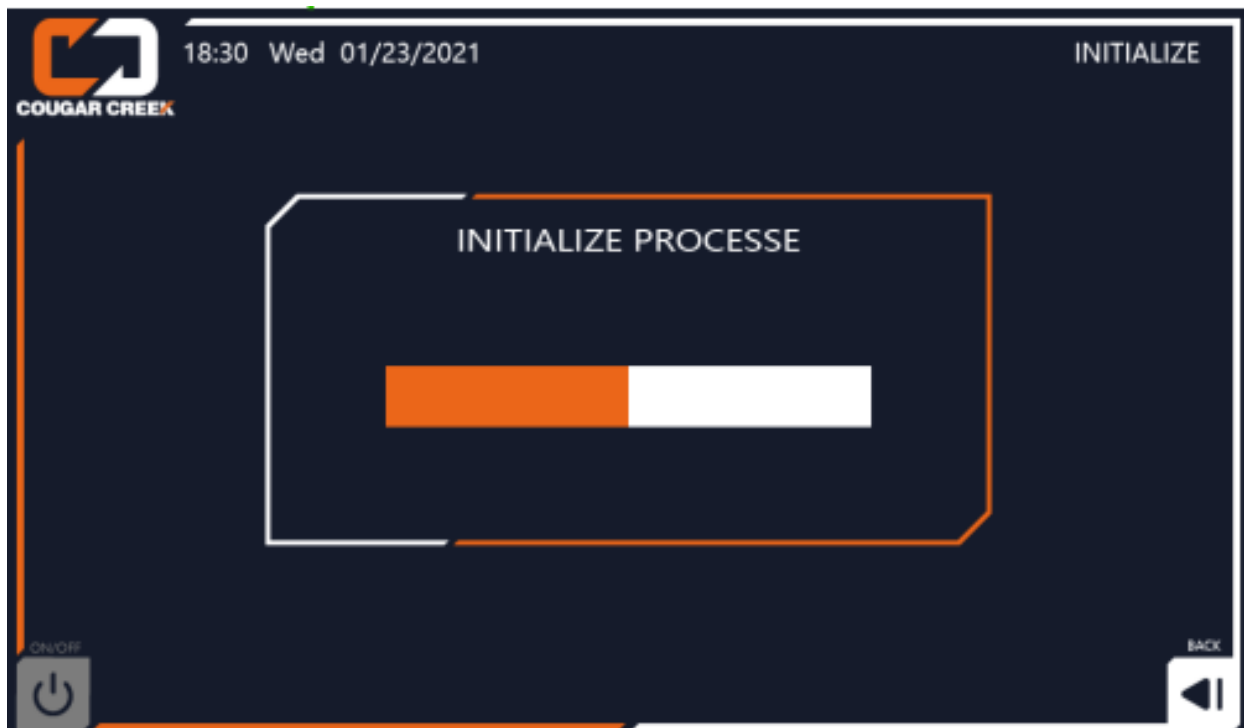 18:30 Wed 01/23/2021
INITIALIZE
COUGAR CREEK
INITIALIZE PROCESSE
ON/OFF
BACK